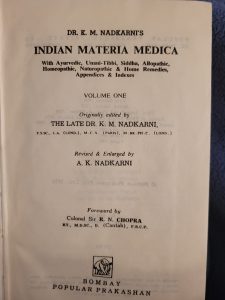 DR. K. M. NADKARNI'S
INDIAN MATERIA MEDICA
With Ayurvedic, Unani-Tibbi, Siddha, Allopathic,
Homeopathic, Naturopathic & Home Remedies,
Appendices & Indexes
VOLUME ONE
Originally edited by
THE LATE DR. K. M. NADKARNI,
Revised & Enlarged by
A. K. NADKARNI
Foreword by
Colonel Sir R. N. CHOPRA
BOMBAY
POPULAR PRAKASHAN